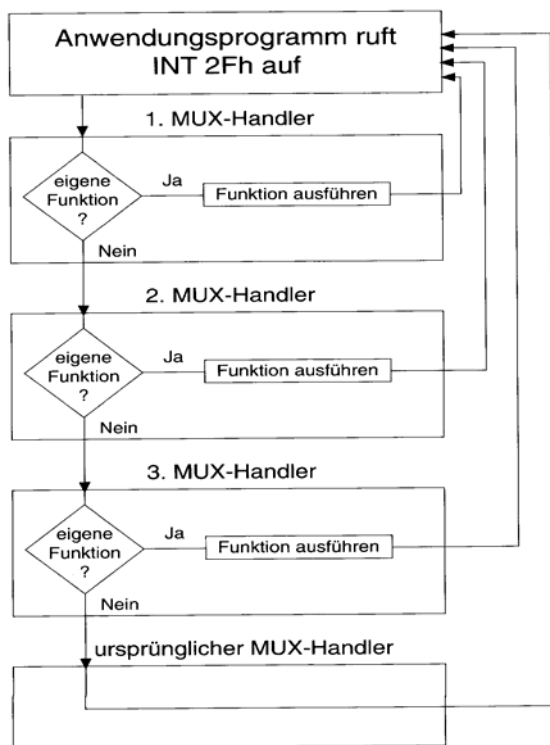 Anwendungsprogramm ruft
INT 2Fh auf
1. MUX-Handler
eigene
Funktion
?
Ja
Funktion ausführen
Nein
2. MUX-Handler
eigene
Funktion
?
Ja
Funktion ausführen
Nein
3. MUX-Handler
eigene
Funktion
?
Ja
Funktion ausführen
Nein
ursprünglicher MUX-Handler